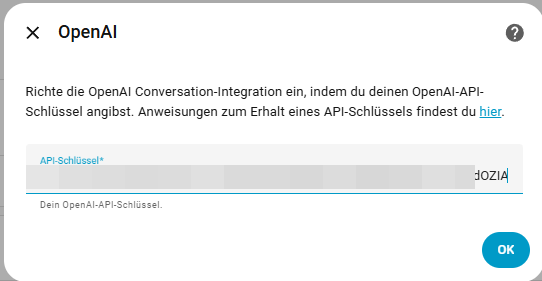 OpenAI
Richte die OpenAI Conversation-Integration ein, indem du deinen OpenAI-API-
Schlüssel angibst. Anweisungen zum Erhalt eines API-Schlüssels findest du hier.
API-Schlüssel*
dOZIA
Dein OpenAI-API-Schlüssel.
OK